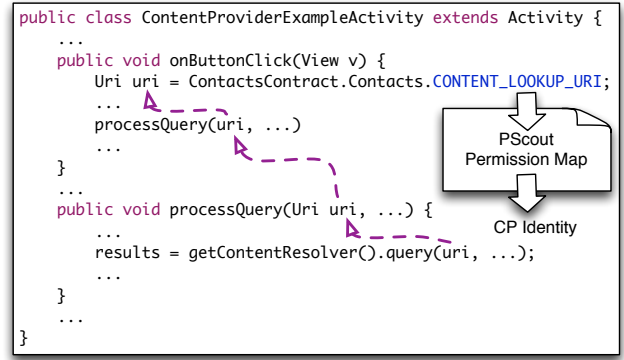 public class ContentProviderExampleActivity extends Activity {
    ...
    public void onButtonClick(View v) {
        Uri uri = ContactsContract.Contacts.CONTENT_LOOKUP_URI;
        ...
        processQuery(uri, ...)
        ...
    }
    ...
    public void processQuery(Uri uri, ...) {
        ...
        results = getContentResolver().query(uri, ...);
        ...
    }
    ...
}
PScout
Permission Map
CP Identity